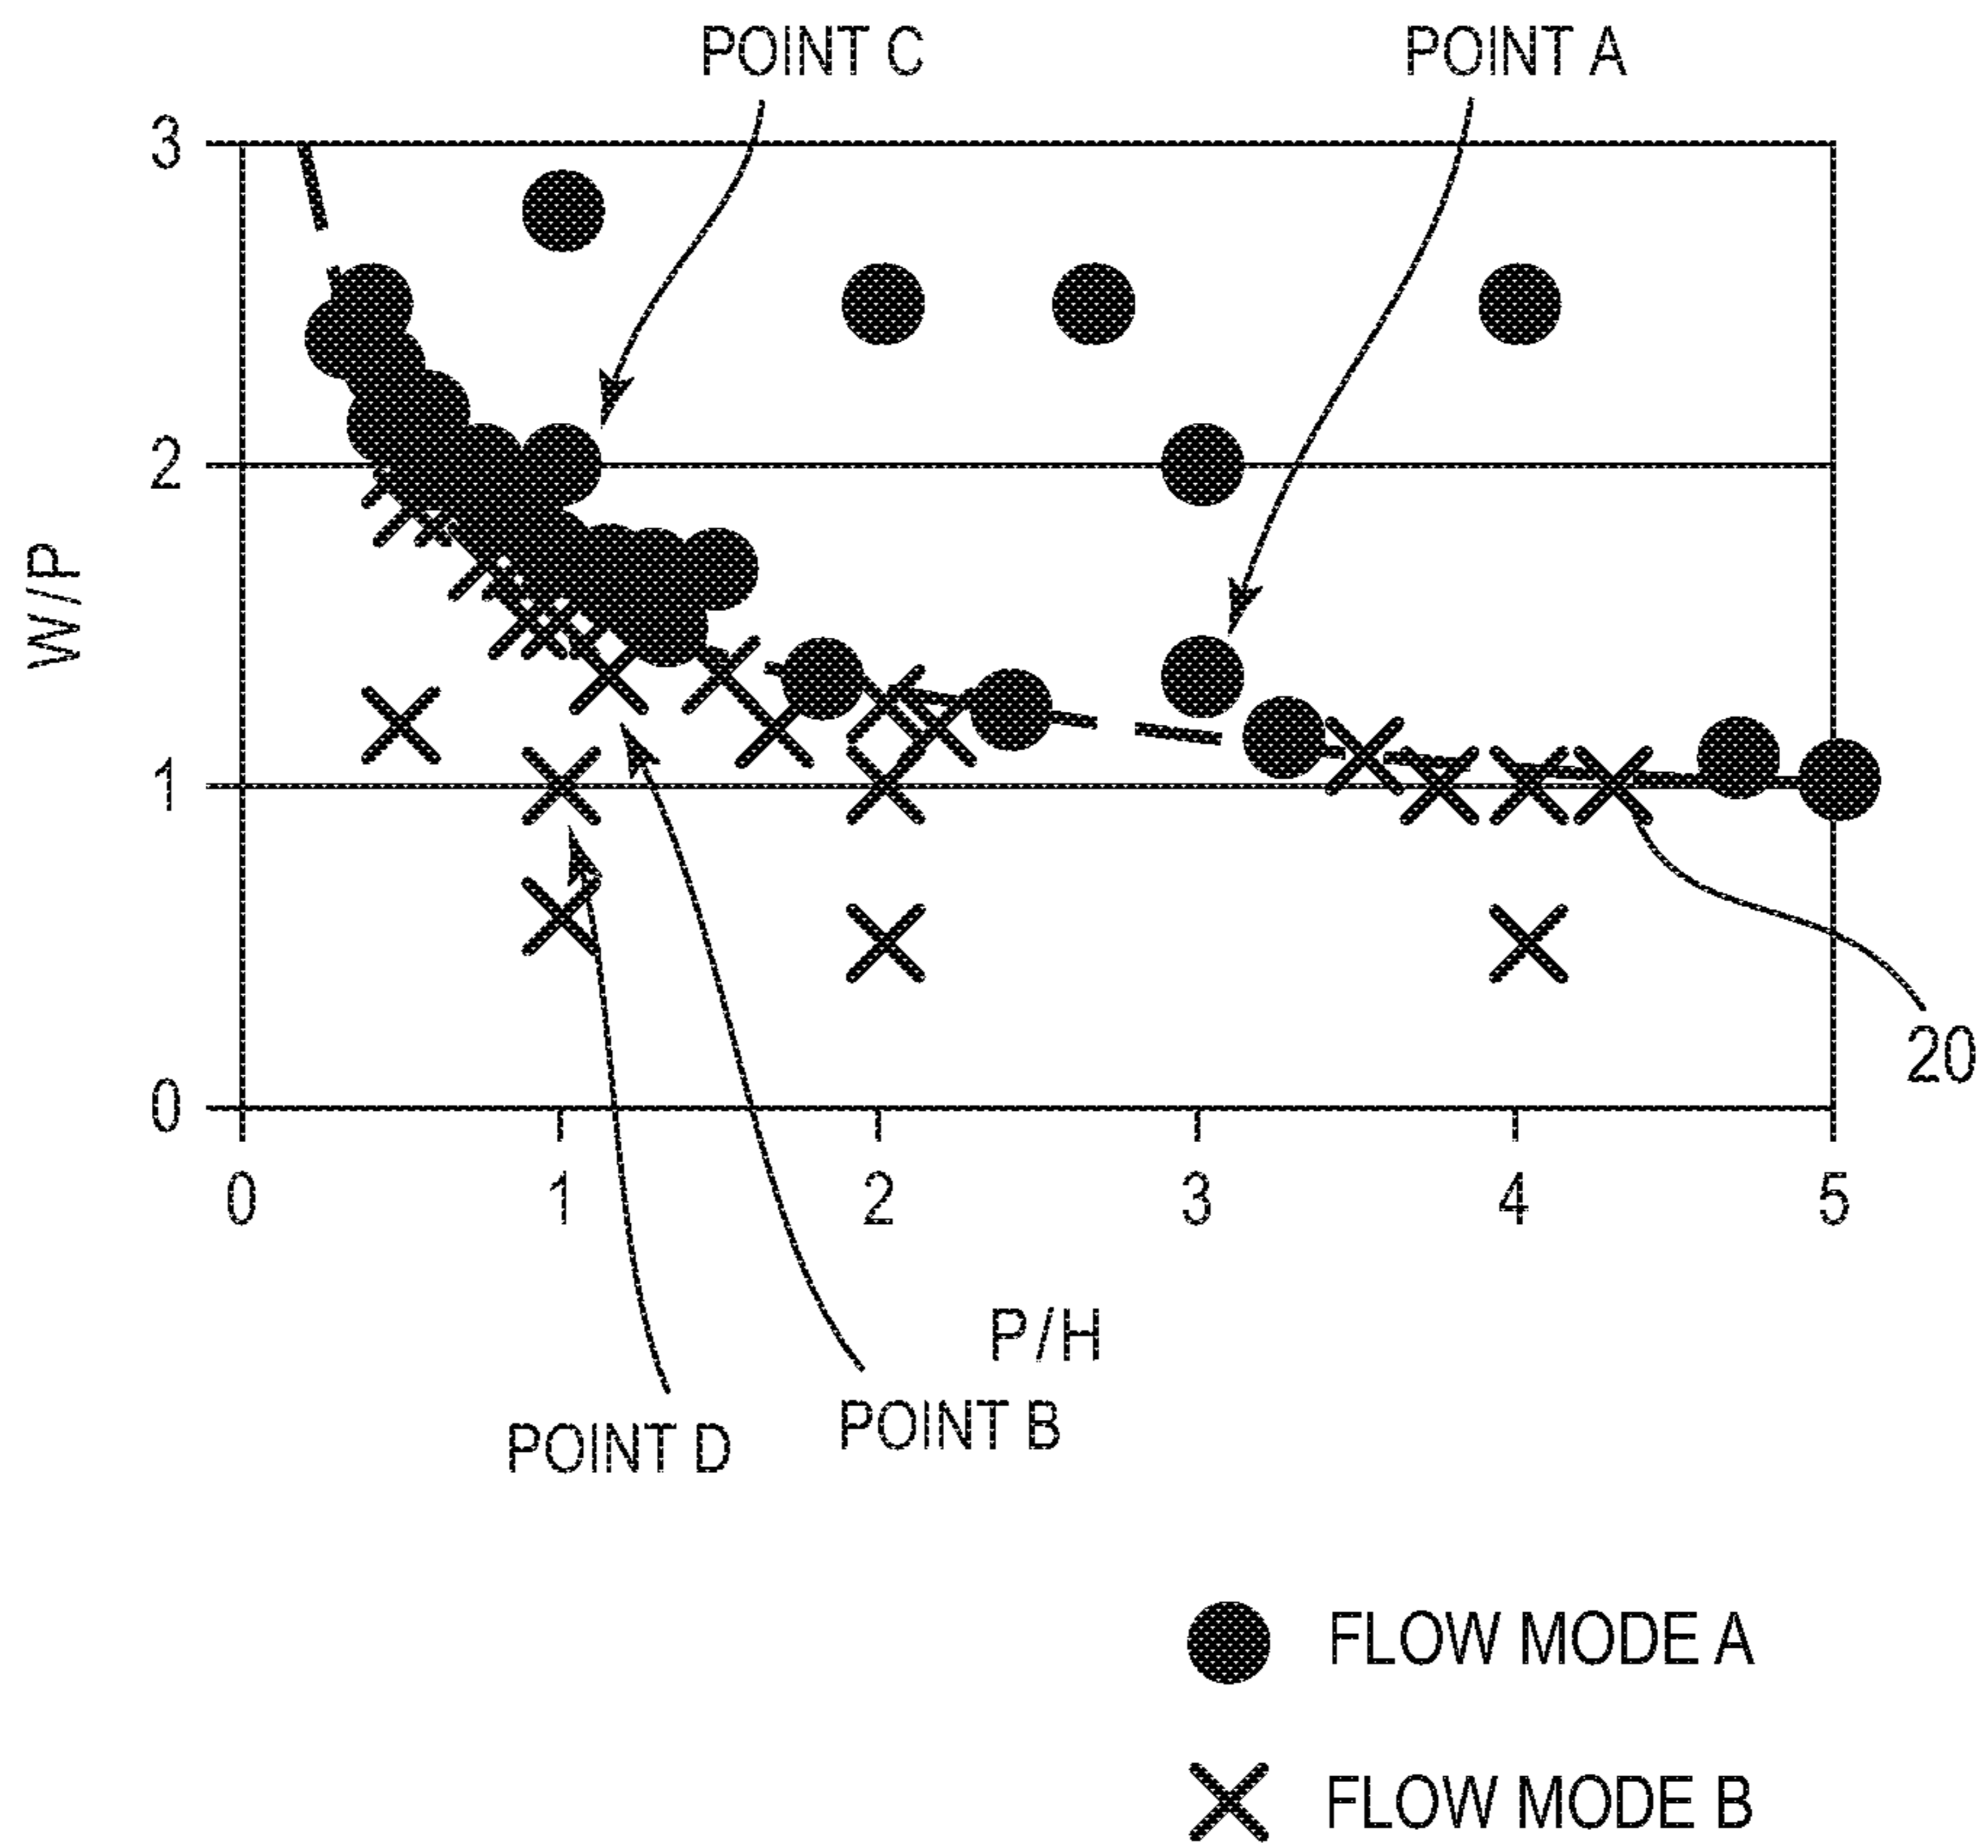 POINT C
POINT A
3
2
1
0
W/P
0 1 2 3 4 5
20
P/H
POINT D
POINT B
FLOW MODE A
FLOW MODE B